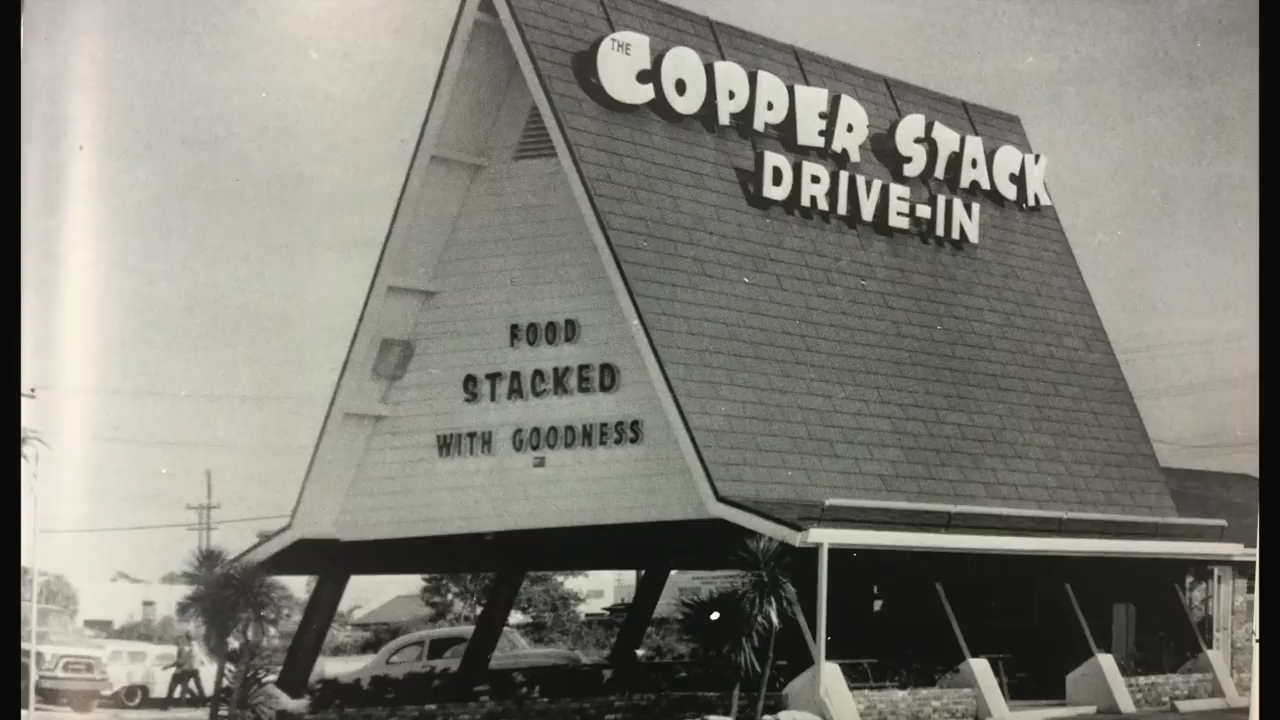 THE
COPPER STACK
DRIVE-IN
FOOD
STACKED
WITH GOODNESS